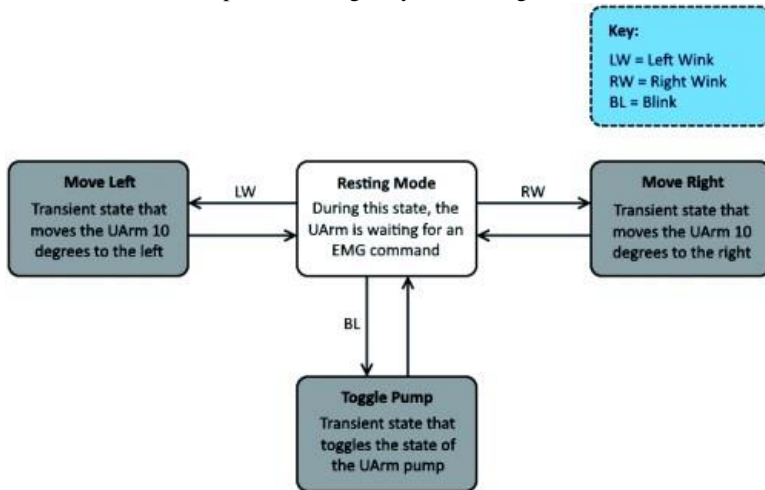 Key:
LW = Left Wink
RW = Right Wink
BL = Blink
Move Left
Transient state that
moves the UArm 10
degrees to the left
LW
Resting Mode
During this state, the
UArm is waiting for an
EMG command
RW
Move Right
Transient state that
moves the UArm 10
degrees to the right
BL
Toggle Pump
Transient state that
toggles the state of
the UArm pump